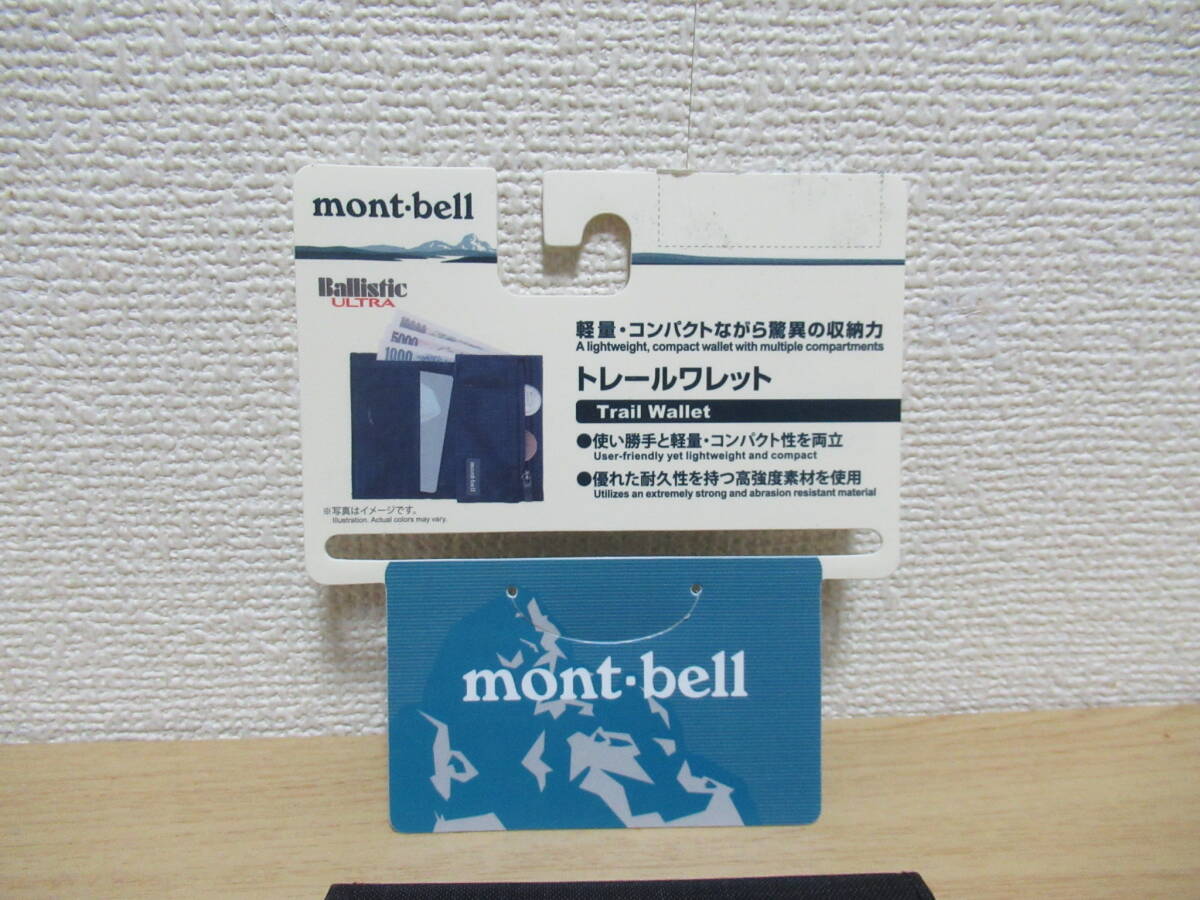 mont·bell
Ballistic
ULTRA
5000
1000
mont·bell
※写真はイメージです。
Illustration. Actual colors may vary.
軽量・コンパクトながら驚異の収納力
A lightweight, compact wallet with multiple compartments
トレールワレット
Trail Wallet
●使い勝手と軽量・コンパクト性を両立
User-friendly yet lightweight and compact
●優れた耐久性を持つ高強度素材を使用
Utilizes an extremely strong and abrasion resistant material
mont·bell